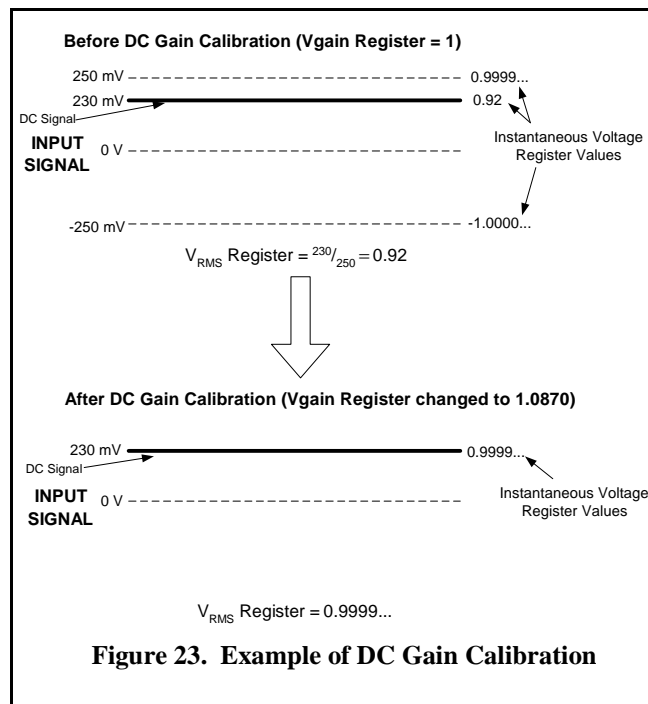 Before DC Gain Calibration (Vgain Register = 1)
250 mV
0.9999...
230 mV
0.92
DC Signal
INPUT
SIGNAL
0 V
Instantaneous Voltage
Register Values
-250 mV
-1.0000...
VRMS Register = 230/250 = 0.92
After DC Gain Calibration (Vgain Register changed to 1.0870)
230 mV
0.9999...
DC Signal
INPUT
SIGNAL
0 V
Instantaneous Voltage
Register Values
VRMS Register = 0.9999...
Figure 23. Example of DC Gain Calibration